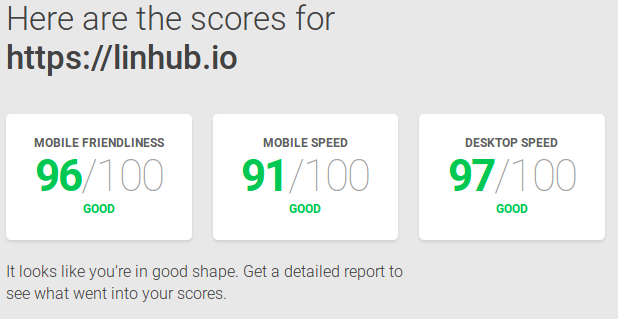 Here are the scores for
https://linhub.io
MOBILE FRIENDLINESS
96/100
GOOD
MOBILE SPEED
91/100
GOOD
DESKTOP SPEED
97/100
GOOD
It looks like you're in good shape. Get a detailed report to
see what went into your scores.